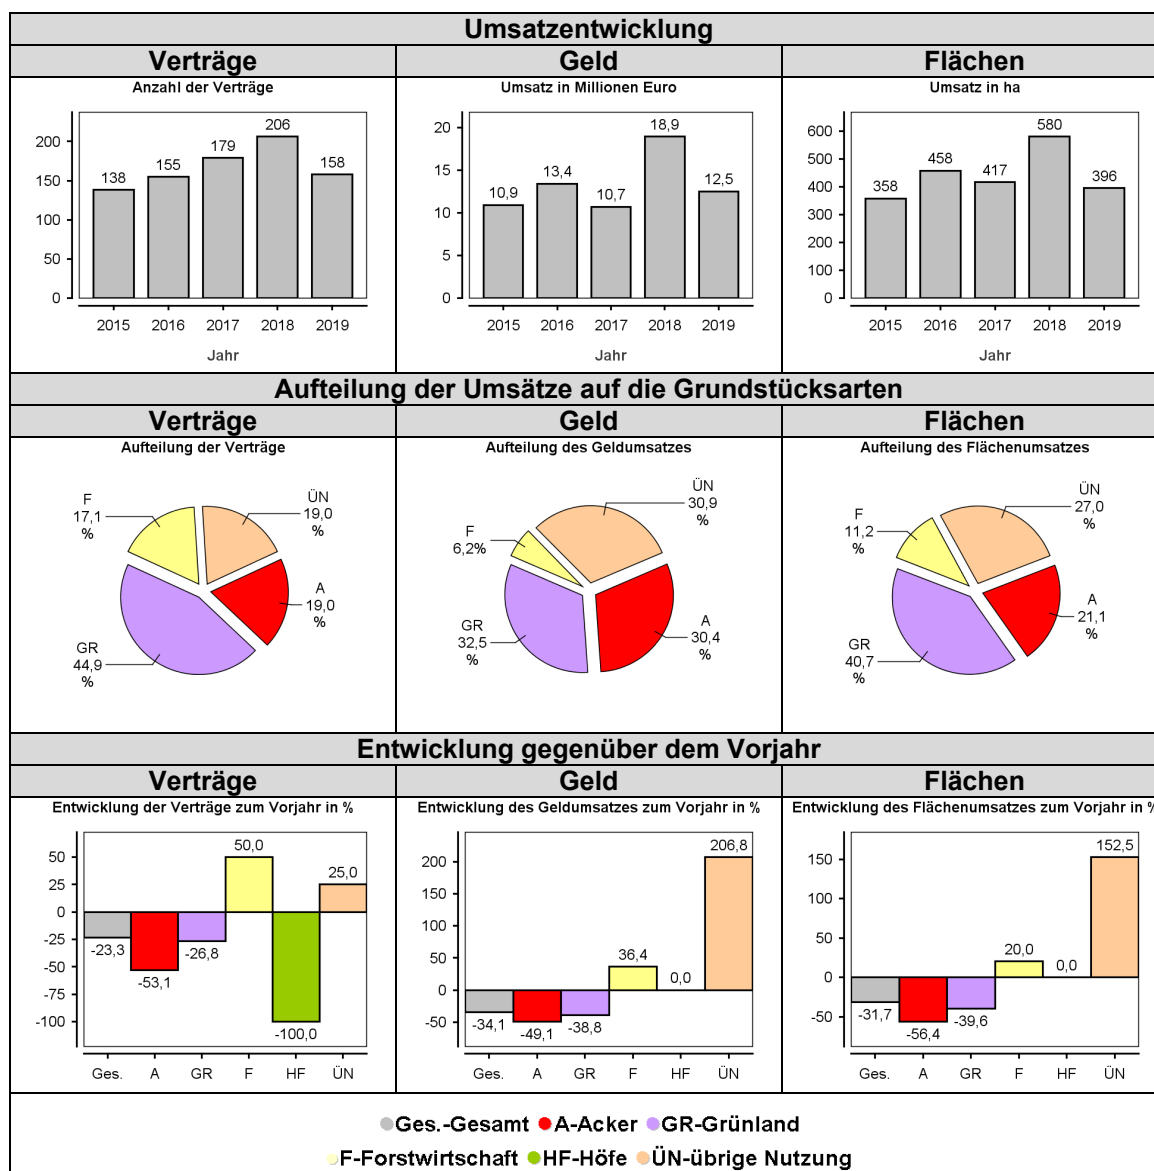 Umsatzentwicklung
Verträge Geld Flächen
Anzahl der Verträge
200
150
100
50
0
138
155
179
206
158
2015 2016 2017 2018 2019
Jahr
Umsatz in Millionen Euro
20
15
10
5
0
10,9
13,4
10,7
18,9
12,5
2015 2016 2017 2018 2019
Jahr
Umsatz in ha
600
500
400
300
200
100
0
358
458
417
580
396
2015 2016 2017 2018 2019
Jahr
Aufteilung der Umsätze auf die Grundstücksarten
Verträge Geld Flächen
Aufteilung der Verträge
F
17,1
%
ÜN
19,0
%
A
19,0
%
GR
44,9
%
Aufteilung des Geldumsatzes
ÜN
30,9
%
F
6,2%
GR
32,5
%
A
30,4
%
Aufteilung des Flächenumsatzes
ÜN
27,0
%
F
11,2
%
A
21,1
%
GR
40,7
%
Entwicklung gegenüber dem Vorjahr
Verträge Geld Flächen
Entwicklung der Verträge zum Vorjahr in %
50
25
0
-25
-50
-75
-100
-23,3
-53,1
-26,8
50,0
-100,0
25,0
Ges. A GR F HF ÜN
Entwicklung des Geldumsatzes zum Vorjahr in %
200
150
100
50
0
-50
-34,1
-49,1
-38,8
36,4
0,0
206,8
Ges. A GR F HF ÜN
Entwicklung des Flächenumsatzes zum Vorjahr in %
150
100
50
0
-50
-31,7
-56,4
-39,6
20,0
0,0
152,5
Ges. A GR F HF ÜN
Ges.-Gesamt A-Acker GR-Grünland
F-Forstwirtschaft HF-Höfe ÜN-übrige Nutzung